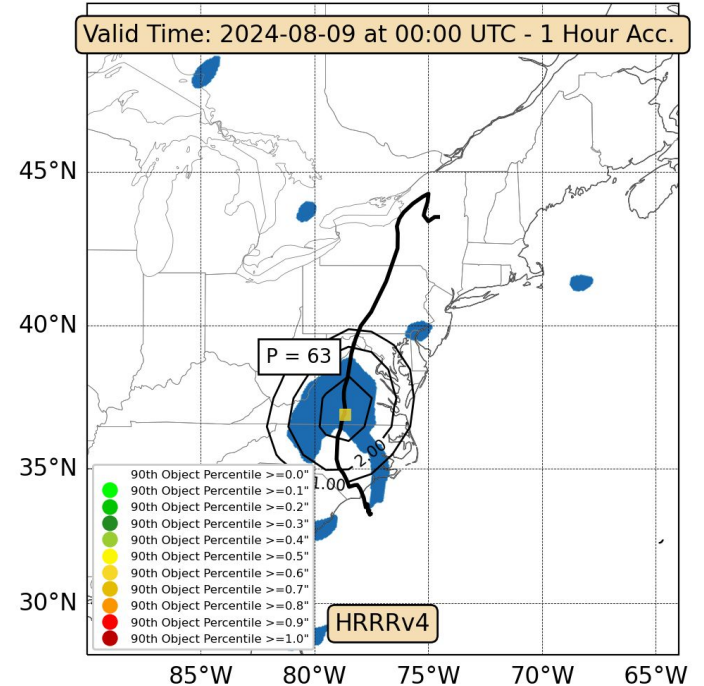 Valid Time: 2024-08-09 at 00:00 UTC - 1 Hour Acc.
45°N
40°N
P = 63
2.00
35°N
1.00
90th Object Percentile >=0.0"
90th Object Percentile >=0.1"
90th Object Percentile >=0.2"
90th Object Percentile >=0.3"
90th Object Percentile >=0.4"
90th Object Percentile >=0.5"
90th Object Percentile >=0.6"
90th Object Percentile >=0.7"
90th Object Percentile >=0.8"
90th Object Percentile >=0.9"
90th Object Percentile >=1.0"
30°N
HRRRv4
85°W 80°W 75°W 70°W 65°W